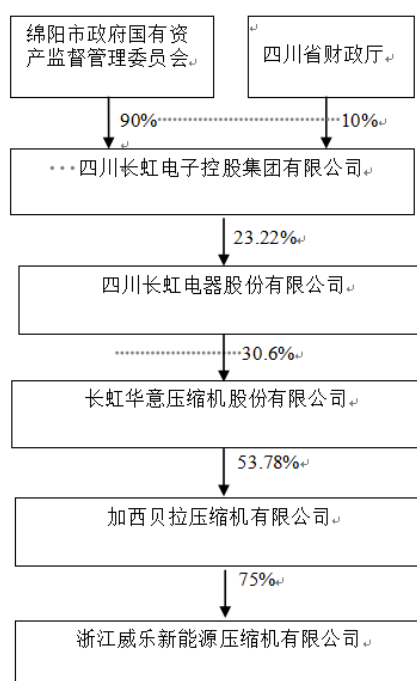 绵阳市政府国有资
产监督管理委员会
四川省财政厅
90%
10%
四川长虹电子控股集团有限公司
23.22%
四川长虹电器股份有限公司
30.6%
长虹华意压缩机股份有限公司
53.78%
加西贝拉压缩机有限公司
75%
浙江威乐新能源压缩机有限公司